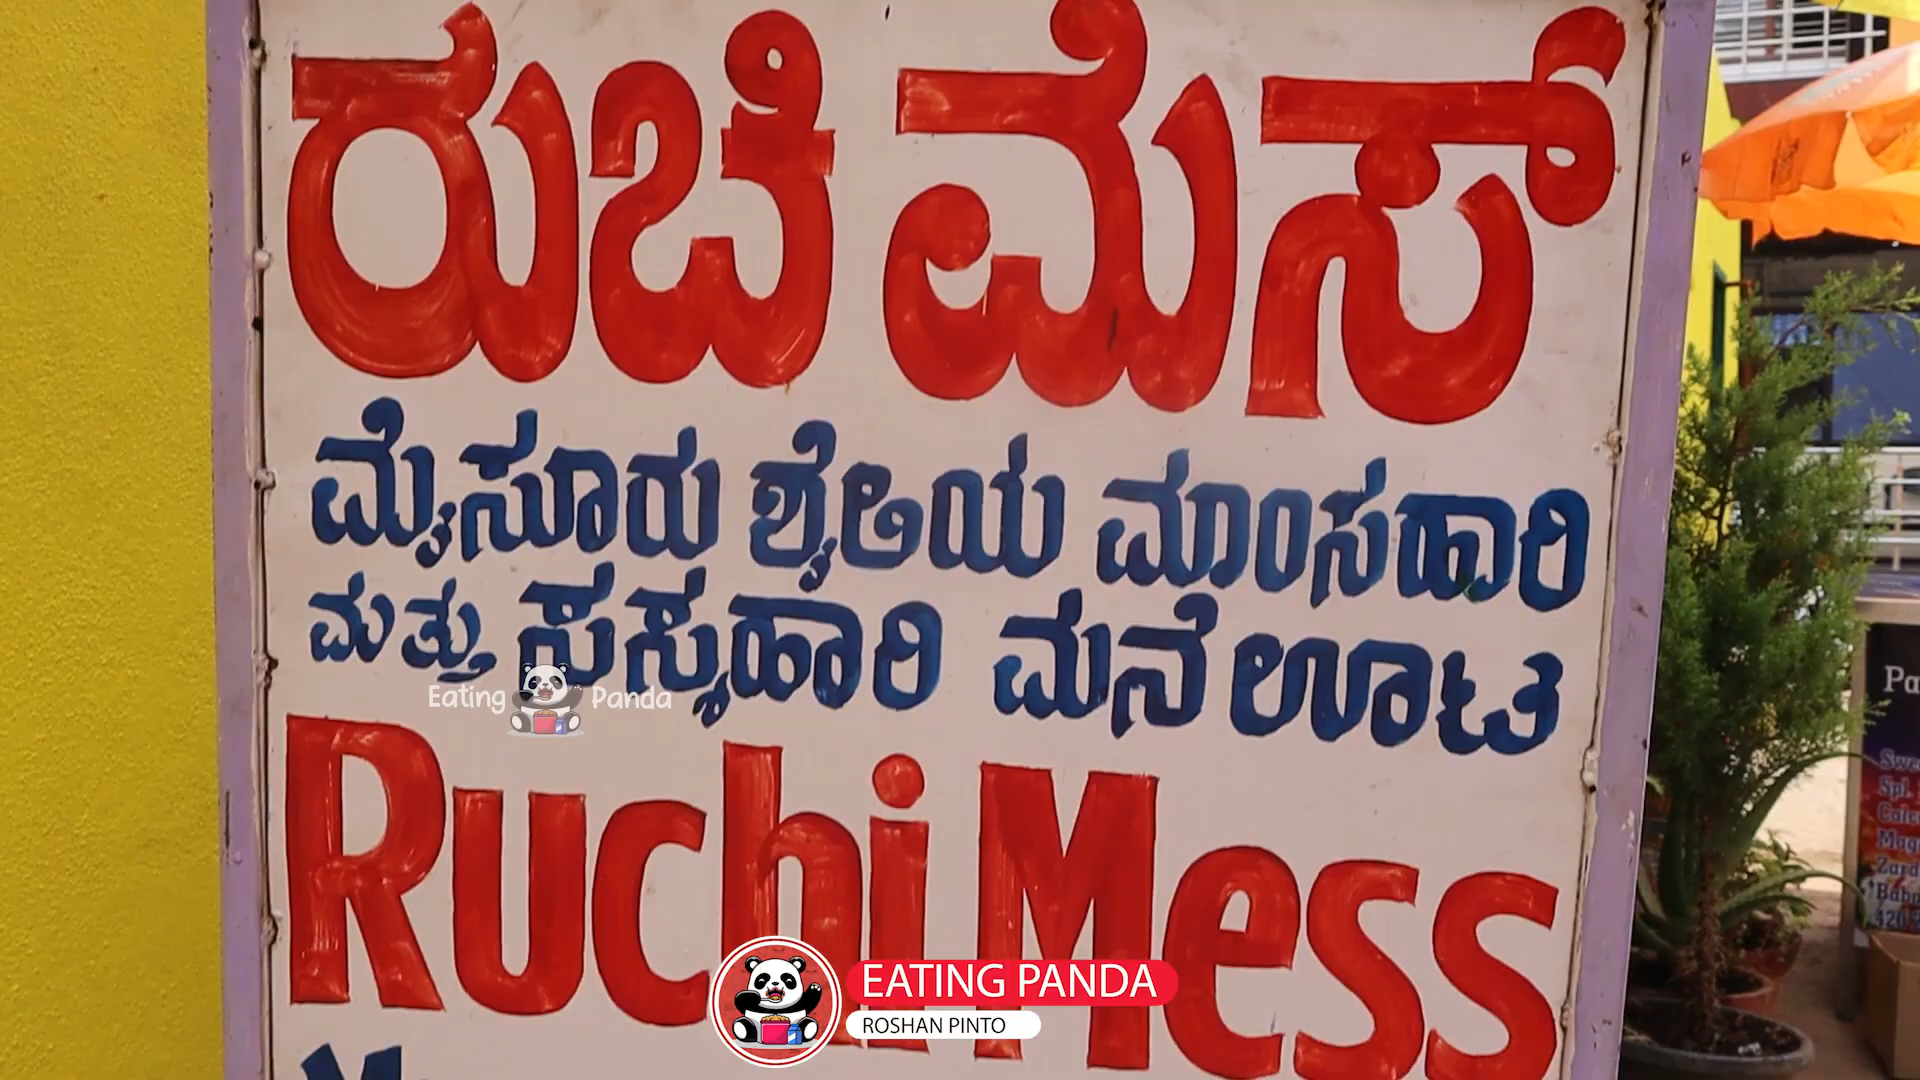 ರುಚಿ ಮೆಸ್
ಮೈಸೂರು ಶೈಲಿಯ ಮಾಂಸಹಾರಿ
ಮತ್ತು ಸಸ್ಯಹಾರಿ ಮನೆ ಊಟ
Eating Panda
Ruchi Mess
EATING PANDA
ROSHAN PINTO